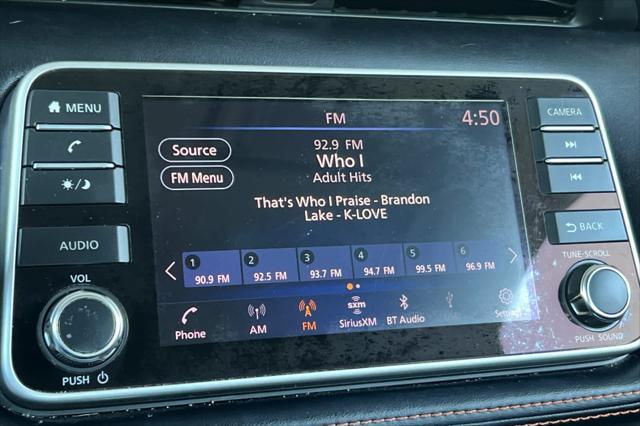 MENU
AUDIO
VOL
PUSH
FM
4:50
Source
FM Menu
92.9 FM
Who I
Adult Hits
That's Who I Praise - Brandon
Lake - K-LOVE
1 2 3 4 5 6
90.9 FM 92.5 FM 93.7 FM 94.7 FM 99.5 FM 96.9 FM
Phone AM FM sxm SiriusXM BT Audio Settings
CAMERA
BACK
TUNE-SCROLL
PUSH SOUND